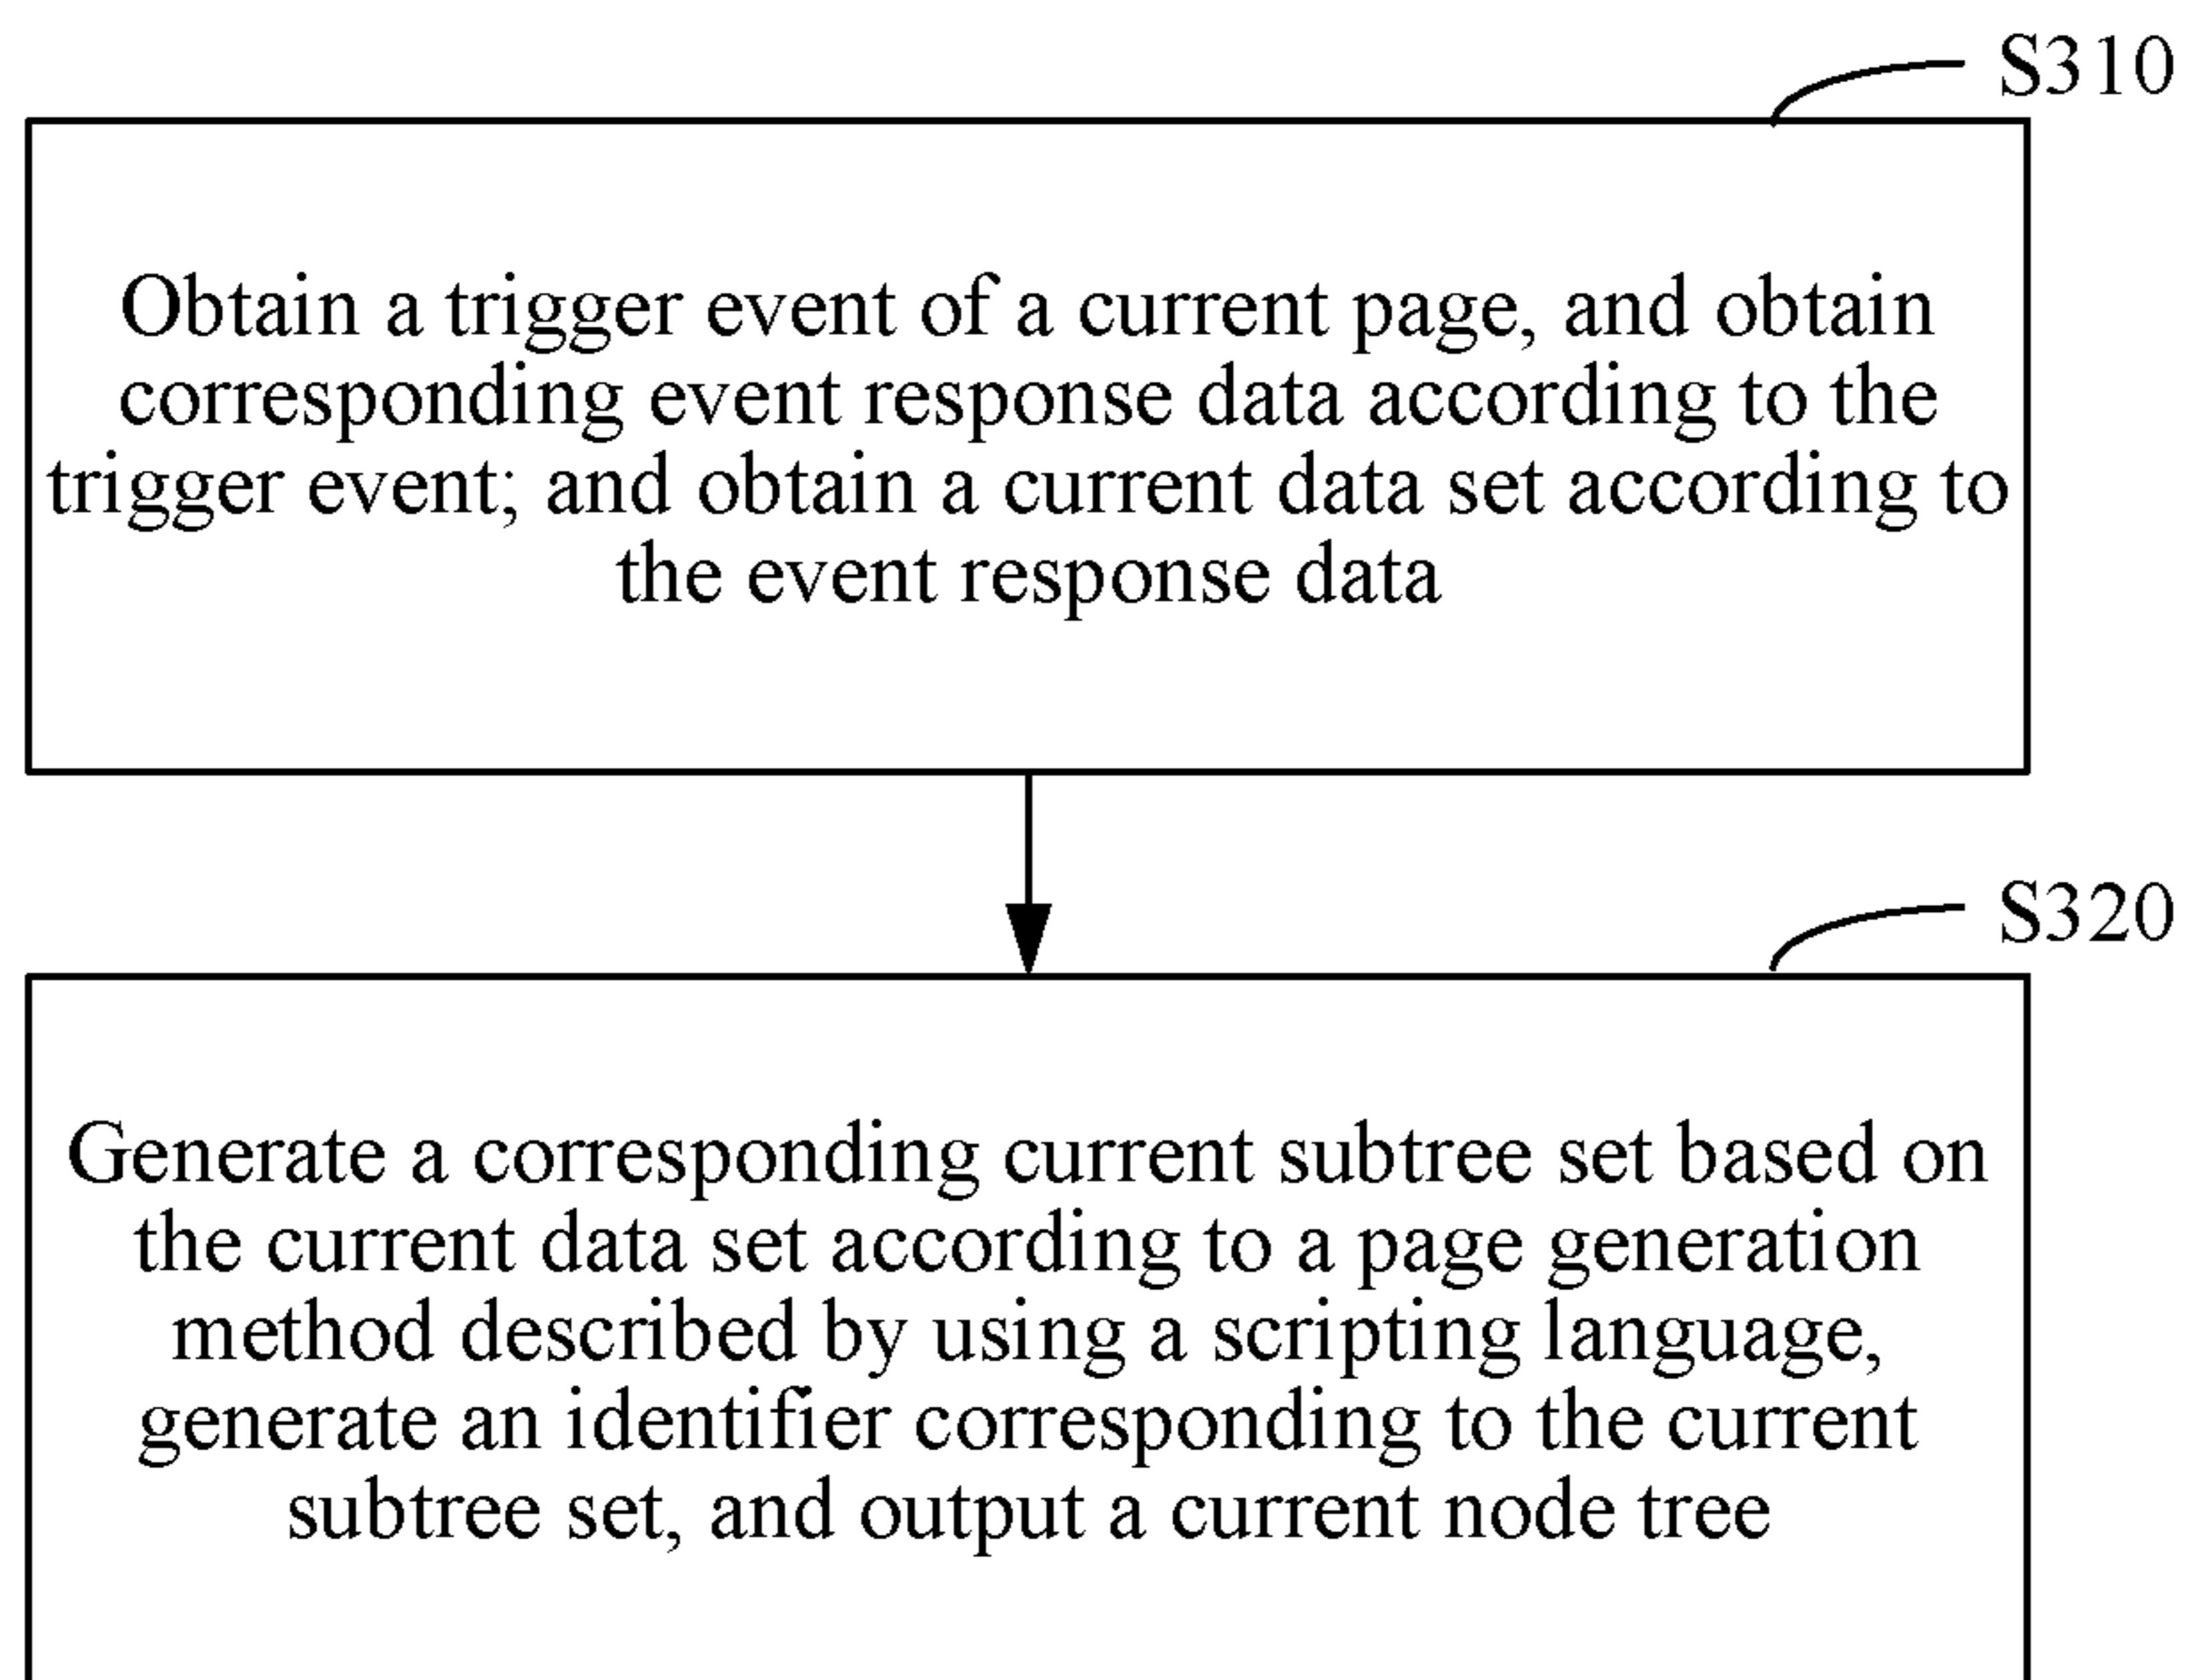 S310
Obtain a trigger event of a current page, and obtain
corresponding event response data according to the
trigger event; and obtain a current data set according to
the event response data
S320
Generate a corresponding current subtree set based on
the current data set according to a page generation
method described by using a scripting language,
generate an identifier corresponding to the current
subtree set, and output a current node tree